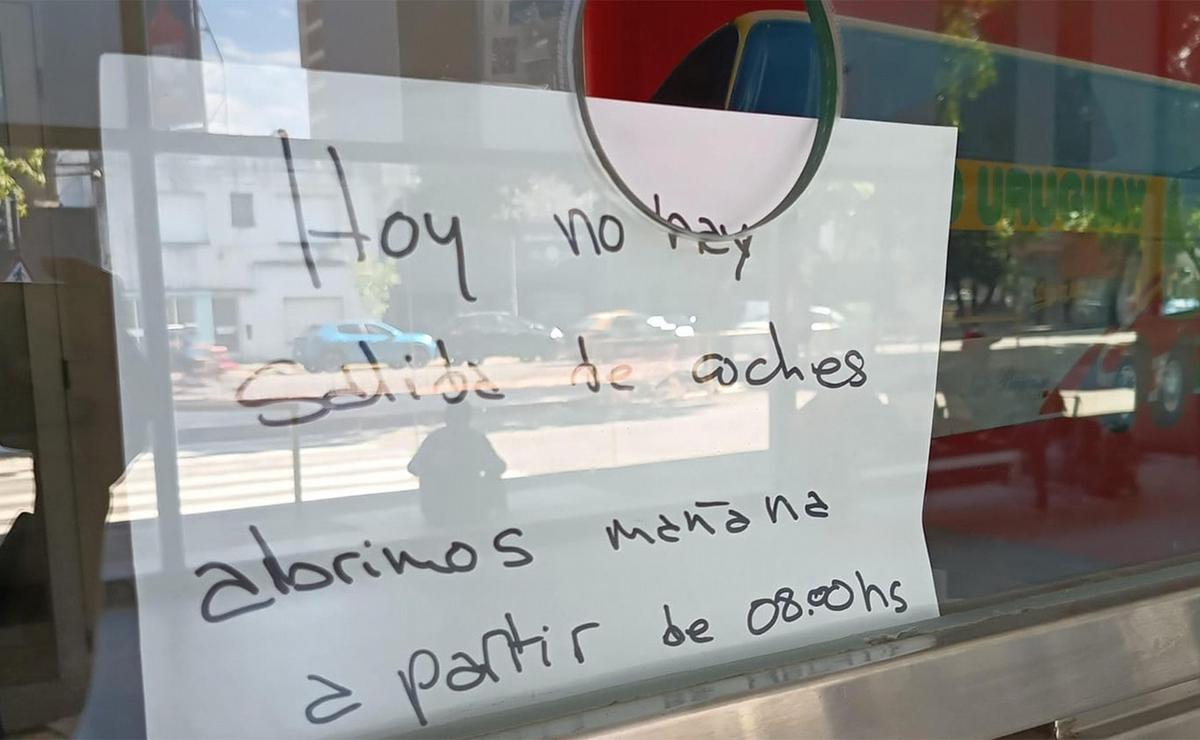 Hoy no hay
Salida de coches
abrimos mañana
a partir de 08:00hs
URUGUAY